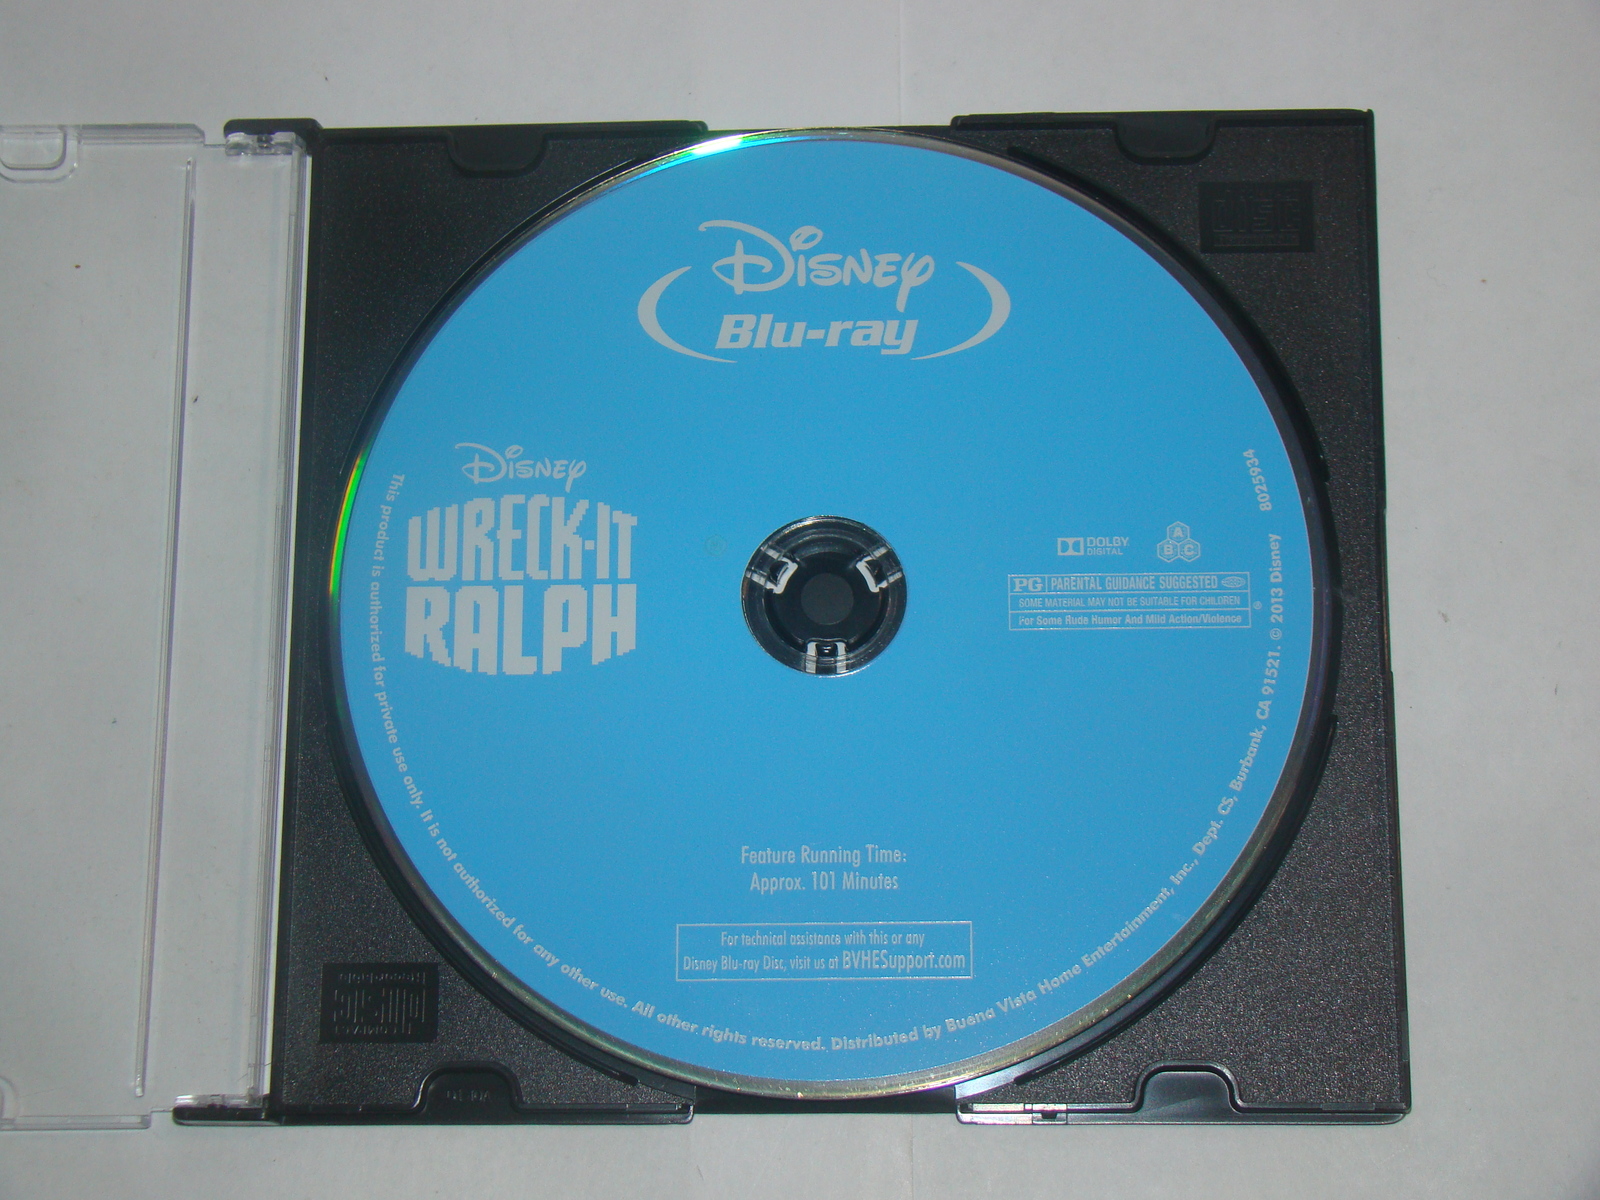 Disney
Blu-ray
Disney
WRECK-IT
RALPH
DOLBY
DIGITAL
A
B C
PG PARENTAL GUIDANCE SUGGESTED
SOME MATERIAL MAY NOT BE SUITABLE FOR CHILDREN
For Some Rude Humor And Mild Action/Violence
®
Feature Running Time:
Approx. 101 Minutes
For technical assistance with this or any
Disney Blu-ray Disc, visit us at BVHESupport.com
This product is authorized for private use only. It is not authorized for any other use. All other rights reserved. Distributed by Buena Vista Home Entertainment, Inc., Dept. CS, Burbank, CA 91521. © 2013 Disney 8025934